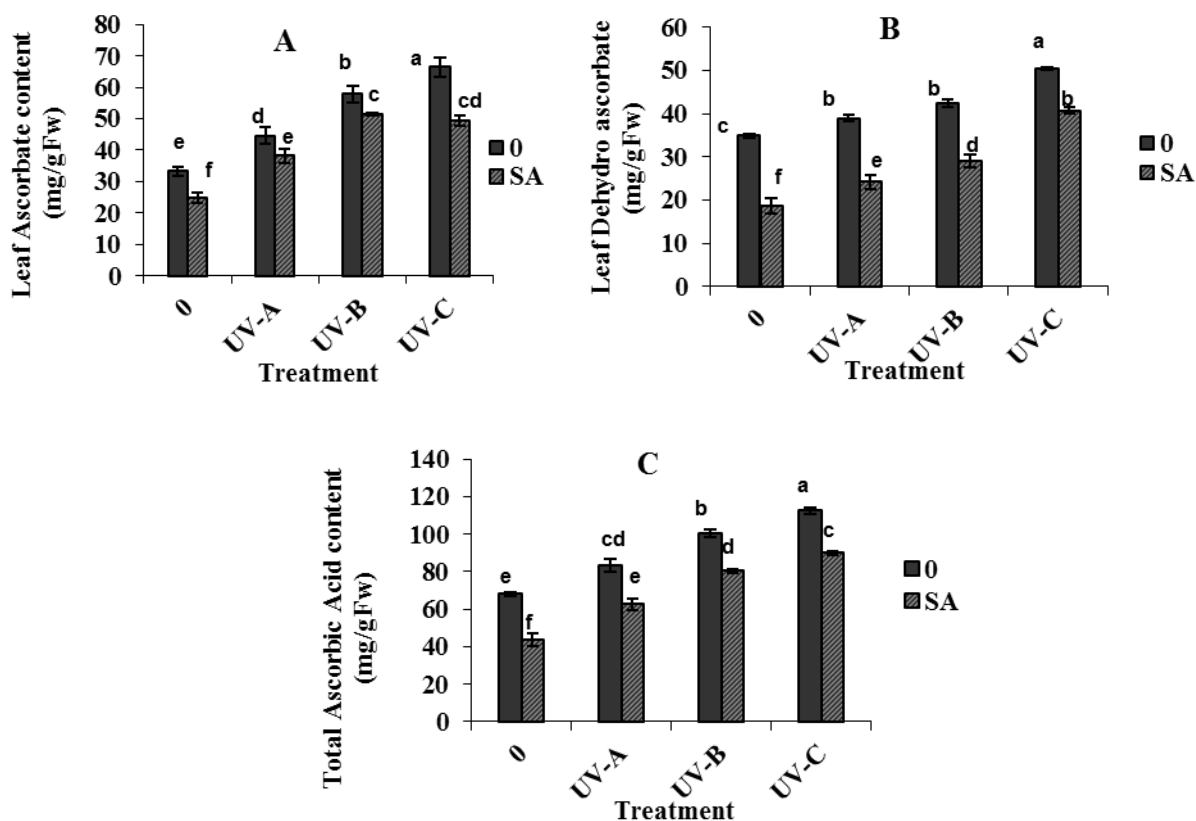 A
Leaf Ascorbate content
(mg/gFw)
80
70
60
50
40
30
20
10
0
e
f
d
e
b
c
a
cd
0
UV-A
UV-B
UV-C
Treatment
0
SA
B
Leaf Dehydro ascorbate
(mg/gFw)
60
50
40
30
20
10
0
c
f
b
e
b
d
a
b
0
UV-A
UV-B
UV-C
Treatment
0
SA
C
Total Ascorbic Acid content
(mg/gFw)
140
120
100
80
60
40
20
0
e
f
cd
e
b
d
a
c
0
UV-A
UV-B
UV-C
Treatment
0
SA